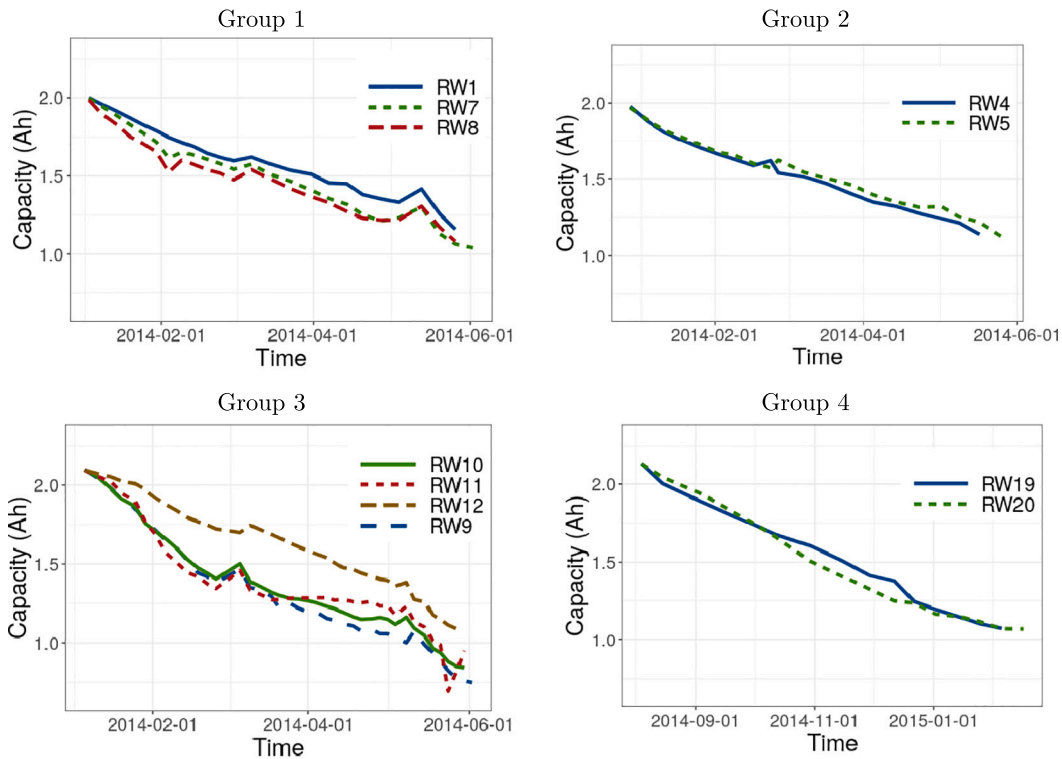 Group 1
Capacity (Ah)
2.0
1.5
1.0
RW1
RW7
RW8
2014-02-01
2014-04-01
2014-06-01
Time
Group 2
Capacity (Ah)
2.0
1.5
1.0
RW4
RW5
2014-02-01
2014-04-01
2014-06-01
Time
Group 3
Capacity (Ah)
2.0
1.5
1.0
RW10
RW11
RW12
RW9
2014-02-01
2014-04-01
2014-06-01
Time
Group 4
Capacity (Ah)
2.0
1.5
1.0
RW19
RW20
2014-09-01
2014-11-01
2015-01-01
Time